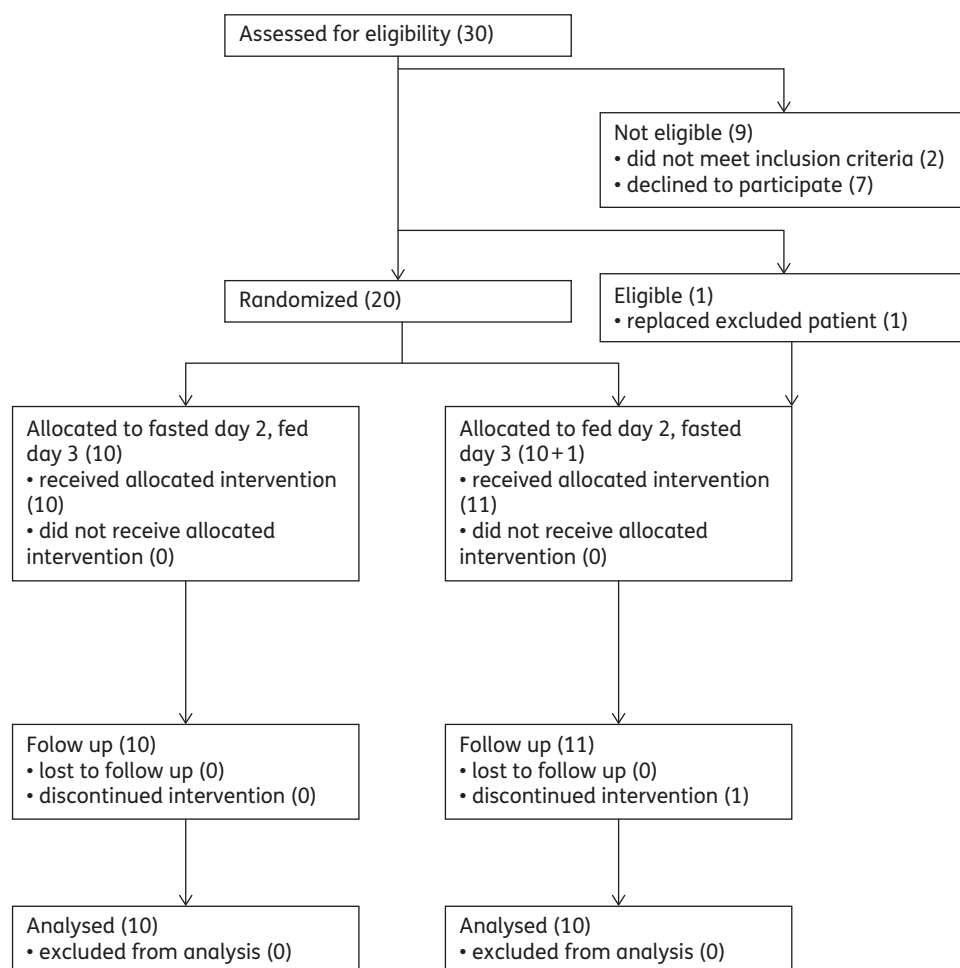 Assessed for eligibility (30)
Not eligible (9)
• did not meet inclusion criteria (2)
• declined to participate (7)
Randomized (20)
Eligible (1)
• replaced excluded patient (1)
Allocated to fasted day 2, fed
day 3 (10)
• received allocated intervention
(10)
• did not receive allocated
intervention (0)
Allocated to fed day 2, fasted
day 3 (10+1)
• received allocated intervention
(11)
• did not receive allocated
intervention (0)
Folow up (10)
• lost to follow up (0)
• discontinued intervention (0)
Follow up (11)
• lost to follow up (0)
• discontinued intervention (1)
Analysed (10)
• excluded from analysis (0)
Analysed (10)
• excluded from analysis (0)